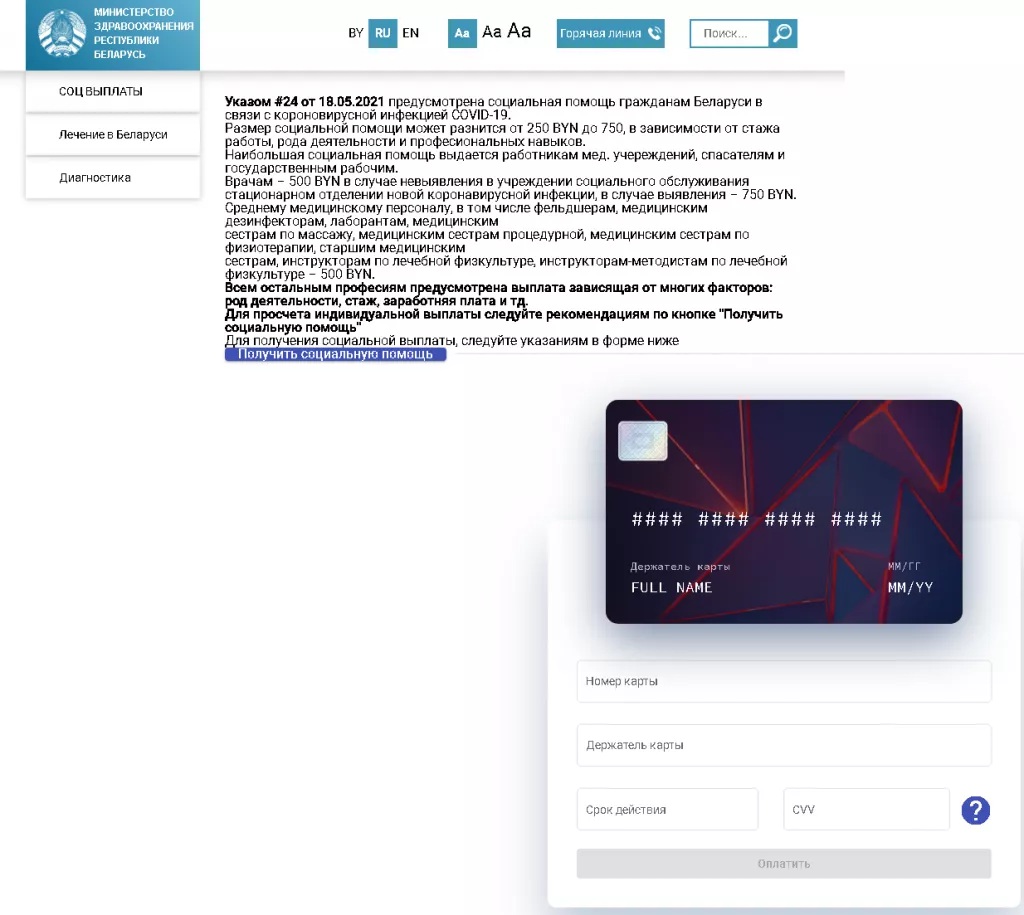 МИНИСТЕРСТВО
ЗДРАВООХРАНЕНИЯ
РЕСПУБЛИКИ
БЕЛАРУСЬ
BY RU EN Aa Aa Aa Горячая линия Поиск...
СОЦ ВЫПЛАТЫ
Лечение в Беларуси
Диагностика
Указом #24 от 18.05.2021 предусмотрена социальная помощь гражданам Беларуси в
связи с короновирусной инфекцией COVID-19.
Размер социальной помощи может разнится от 250 BYN до 750, в зависимости от стажа
работы, рода деятельности и професиональных навыков.
Наибольшая социальная помощь выдается работникам мед. учереждений, спасателям и
государственным рабочим.
Врачам – 500 BYN в случае невыявления в учреждении социального обслуживания
стационарном отделении новой коронавирусной инфекции, в случае выявления – 750 BYN.
Среднему медицинскому персоналу, в том числе фельдшерам, медицинским
дезинфекторам, лаборантам, медицинским
сестрам по массажу, медицинским сестрам процедурной, медицинским сестрам по
физиотерапии, старшим медицинским
сестрам, инструкторам по лечебной физкультуре, инструкторам-методистам по лечебной
физкультуре – 500 BYN.
Всем остальным професиям предусмотрена выплата зависящая от многих факторов:
род деятельности, стаж, заработняя плата и тд.
Для просчета индивидуальной выплаты следуйте рекомендациям по кнопке "Получить
социальную помощь"
Для получения социальной выплаты, следуйте указаниям в форме ниже
Получить социальную помощь
#### #### #### ####
Держатель карты ММ/ГГ
FULL NAME MM/YY
Номер карты
Держатель карты
Срок действия CVV ?
Оплатить